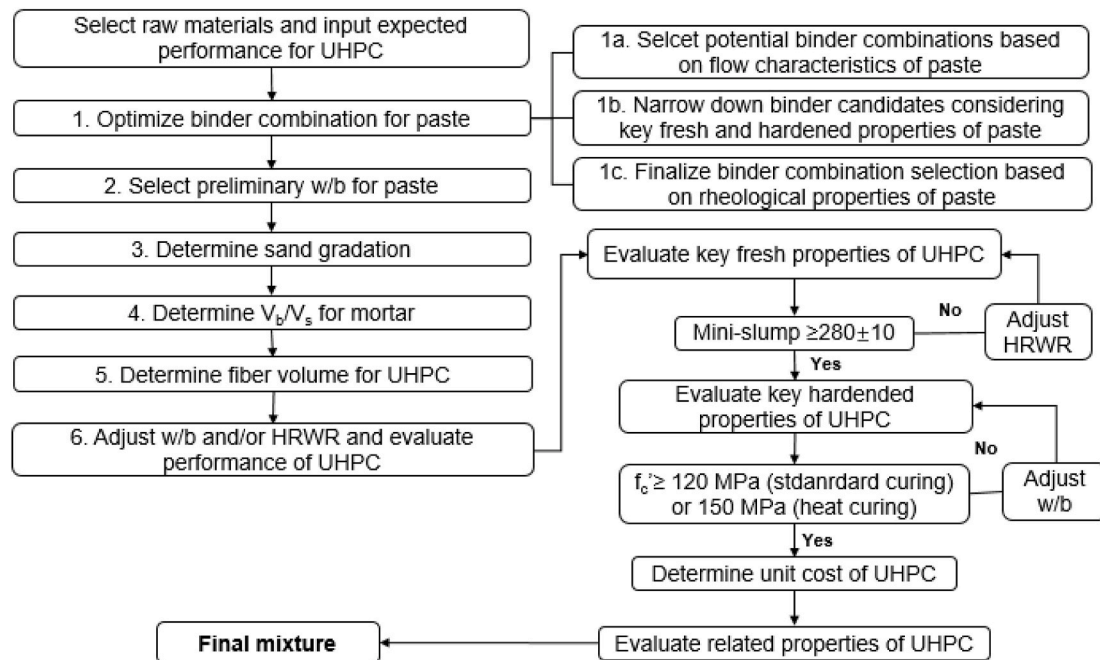 Select raw materials and input expected
performance for UHPC
1. Optimize binder combination for paste
1a. Selcet potential binder combinations based
on flow characteristics of paste
1b. Narrow down binder candidates considering
key fresh and hardened properties of paste
1c. Finalize binder combination selection based
on rheological properties of paste
2. Select preliminary w/b for paste
3. Determine sand gradation
4. Determine V_b/V_s for mortar
5. Determine fiber volume for UHPC
6. Adjust w/b and/or HRWR and evaluate
performance of UHPC
Evaluate key fresh properties of UHPC
Mini-slump ≥280±10
No
Adjust
HRWR
Yes
Evaluate key hardended
properties of UHPC
f_c'≥ 120 MPa (stdanrdard curing)
or 150 MPa (heat curing)
No
Adjust
w/b
Yes
Determine unit cost of UHPC
Evaluate related properties of UHPC
Final mixture